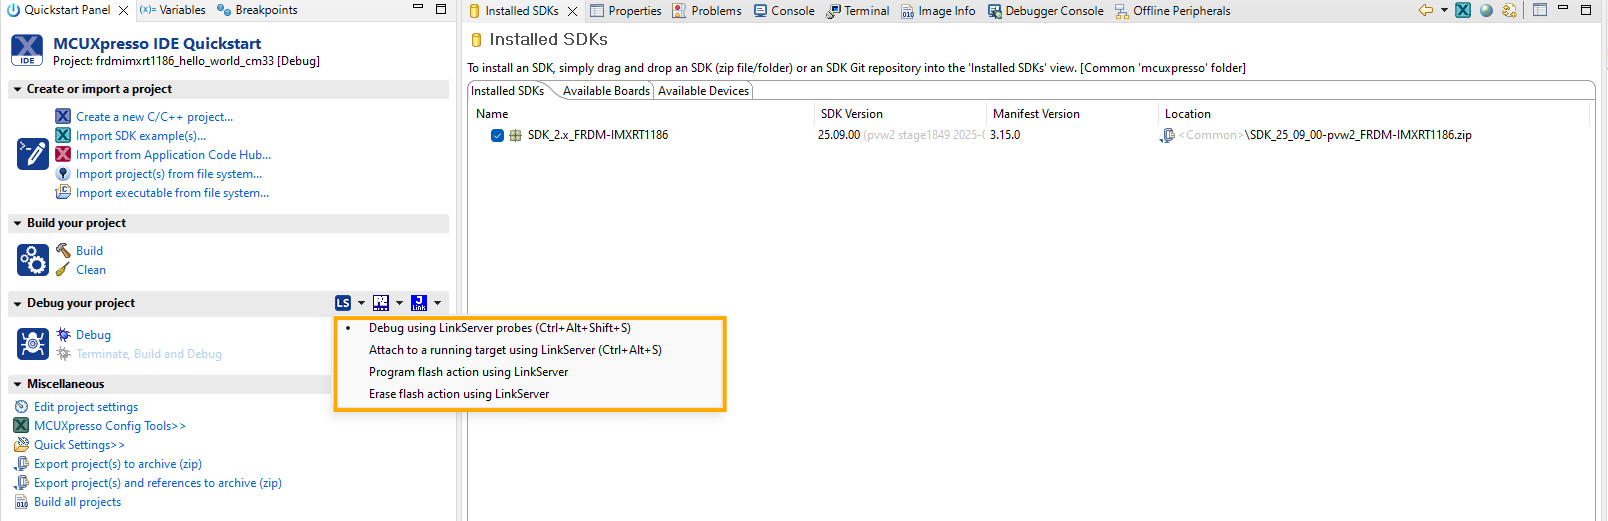 Quickstart Panel (x)= Variables Breakpoints
IDE
MCUXpresso IDE Quickstart
Project: frdmimxrt1186_hello_world_cm33 [Debug]
Create or import a project
Create a new C/C++ project...
Import SDK example(s)...
Import from Application Code Hub...
Import project(s) from file system...
Import executable from file system...
Build your project
Build
Clean
Debug your project LS PE J Link
Debug
Terminate, Build and Debug
Debug using LinkServer probes (Ctrl+Alt+Shift+S)
Attach to a running target using LinkServer (Ctrl+Alt+S)
Program flash action using LinkServer
Erase flash action using LinkServer
Miscellaneous
Edit project settings
MCUXpresso Config Tools>>
Quick Settings>>
Export project(s) to archive (zip)
Export project(s) and references to archive (zip)
Build all projects
Installed SDKs Properties Problems Console Terminal Image Info Debugger Console Offline Peripherals
Installed SDKs
To install an SDK, simply drag and drop an SDK (zip file/folder) or an SDK Git repository into the 'Installed SDKs' view. [Common 'mcuxpresso' folder]
Installed SDKs Available Boards Available Devices
Name SDK Version Manifest Version Location
SDK_2.x_FRDM-IMXRT1186 25.09.00 (pvw2 stage1849 2025-0 3.15.0 <Common>\SDK_25_09_00-pvw2_FRDM-IMXRT1186.zip